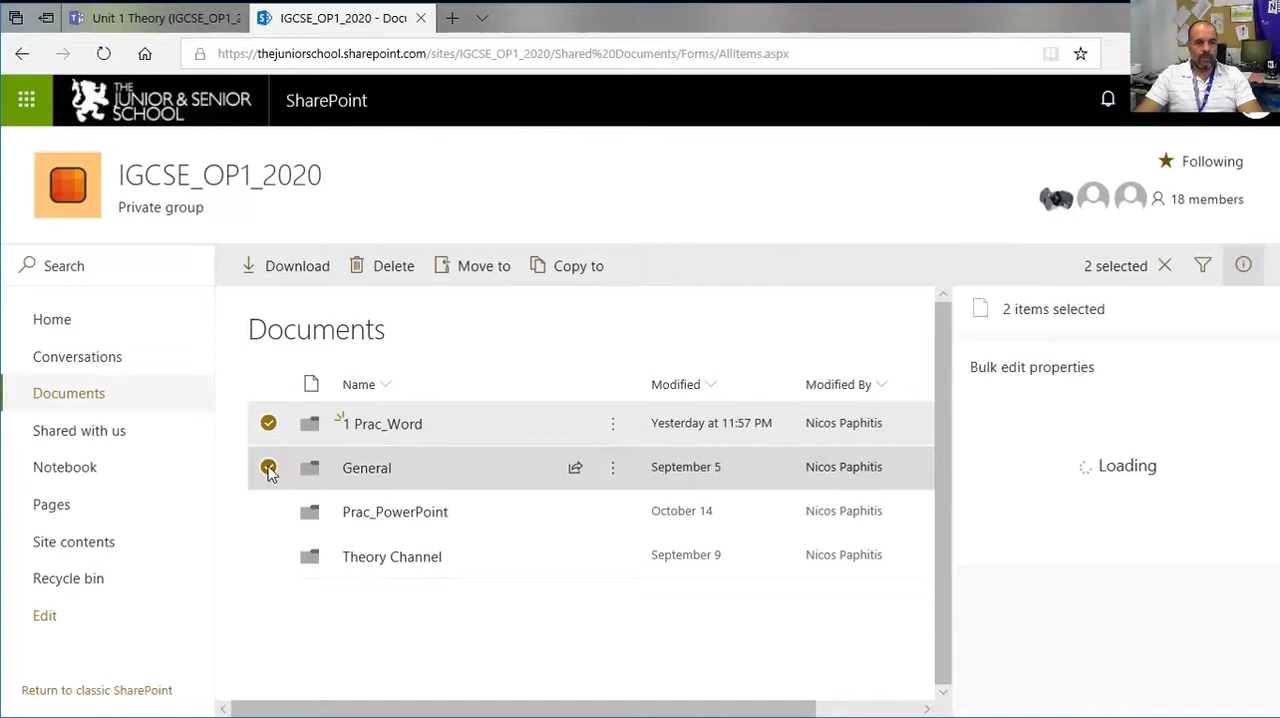 Unit 1 Theory (IGCSE_OP1_2
IGCSE_OP1_2020 - Docu
https://thejuniorschool.sharepoint.com/sites/IGCSE_OP1_2020/Shared%20Documents/Forms/AllItems.aspx
THE JUNIOR & SENIOR SCHOOL
SharePoint
IGCSE_OP1_2020
Private group
Following
18 members
Search
Download
Delete
Move to
Copy to
2 selected
Home
Conversations
Documents
Shared with us
Notebook
Pages
Site contents
Recycle bin
Edit
Return to classic SharePoint
Documents
Name Modified Modified By
1 Prac_Word Yesterday at 11:57 PM Nicos Paphitis
General September 5 Nicos Paphitis
Prac_PowerPoint October 14 Nicos Paphitis
Theory Channel September 9 Nicos Paphitis
2 items selected
Bulk edit properties
Loading